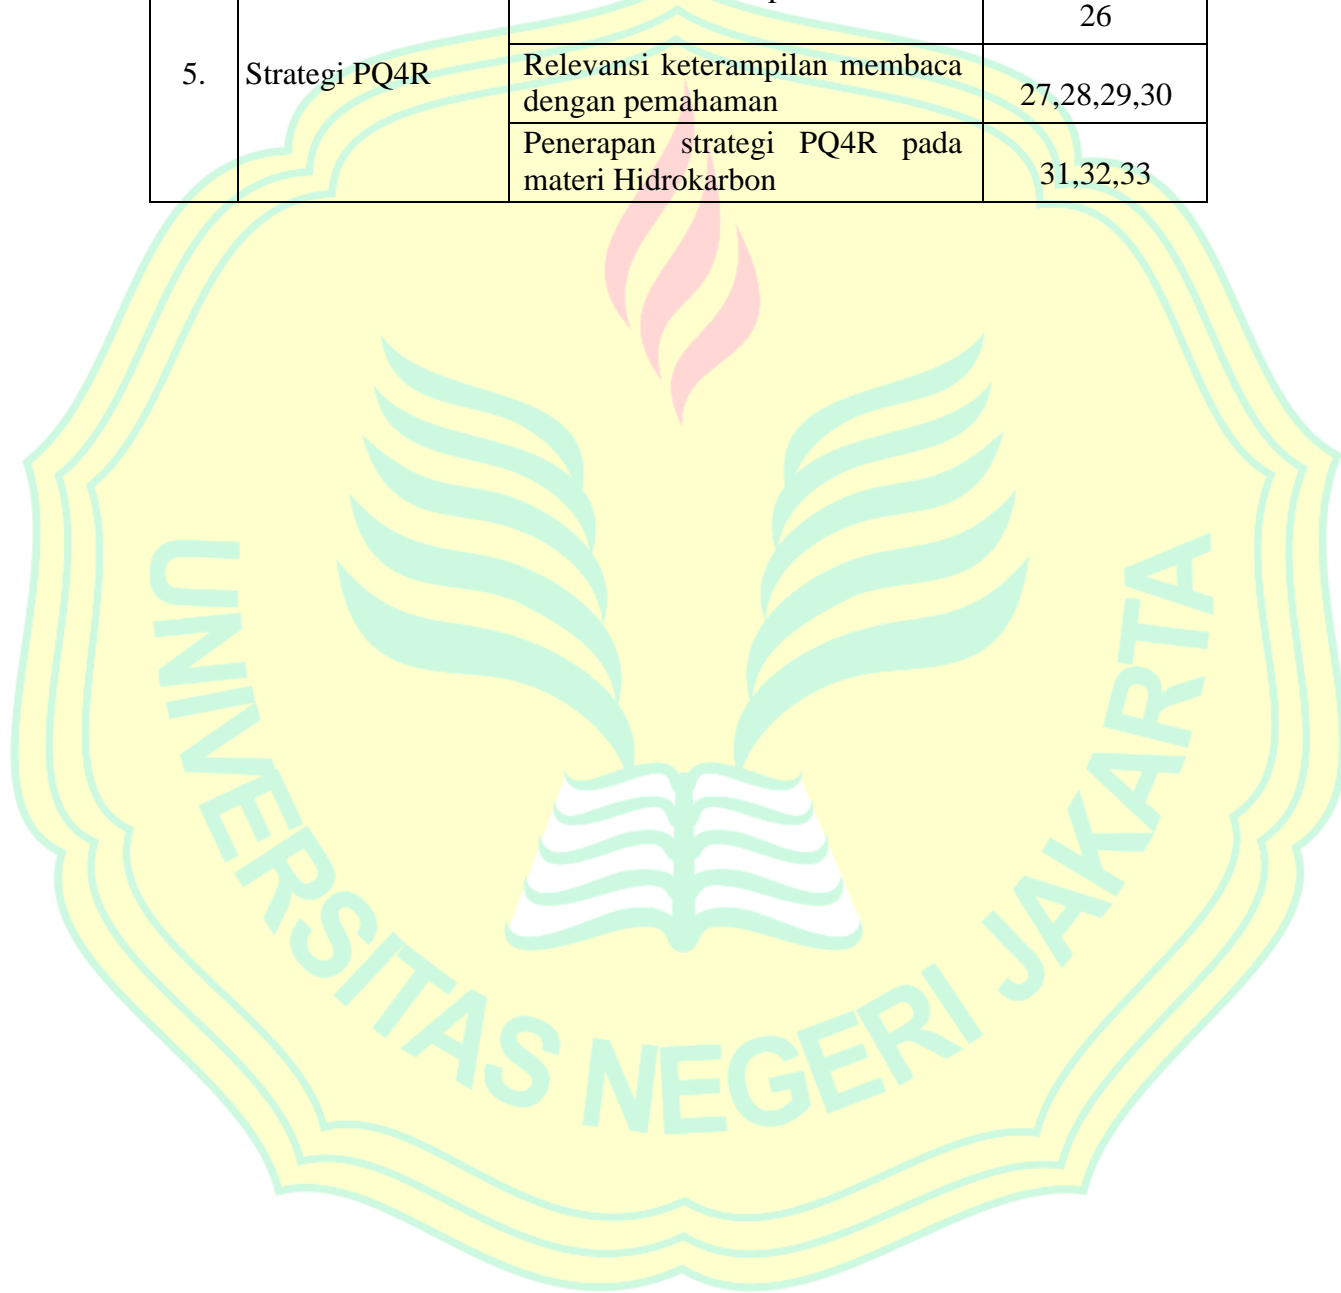 26
5. Strategi PQ4R
Relevansi keterampilan membaca
dengan pemahaman
27,28,29,30
Penerapan strategi PQ4R pada
materi Hidrokarbon
31,32,33
UNIVERSITAS NEGERI JAKARTA